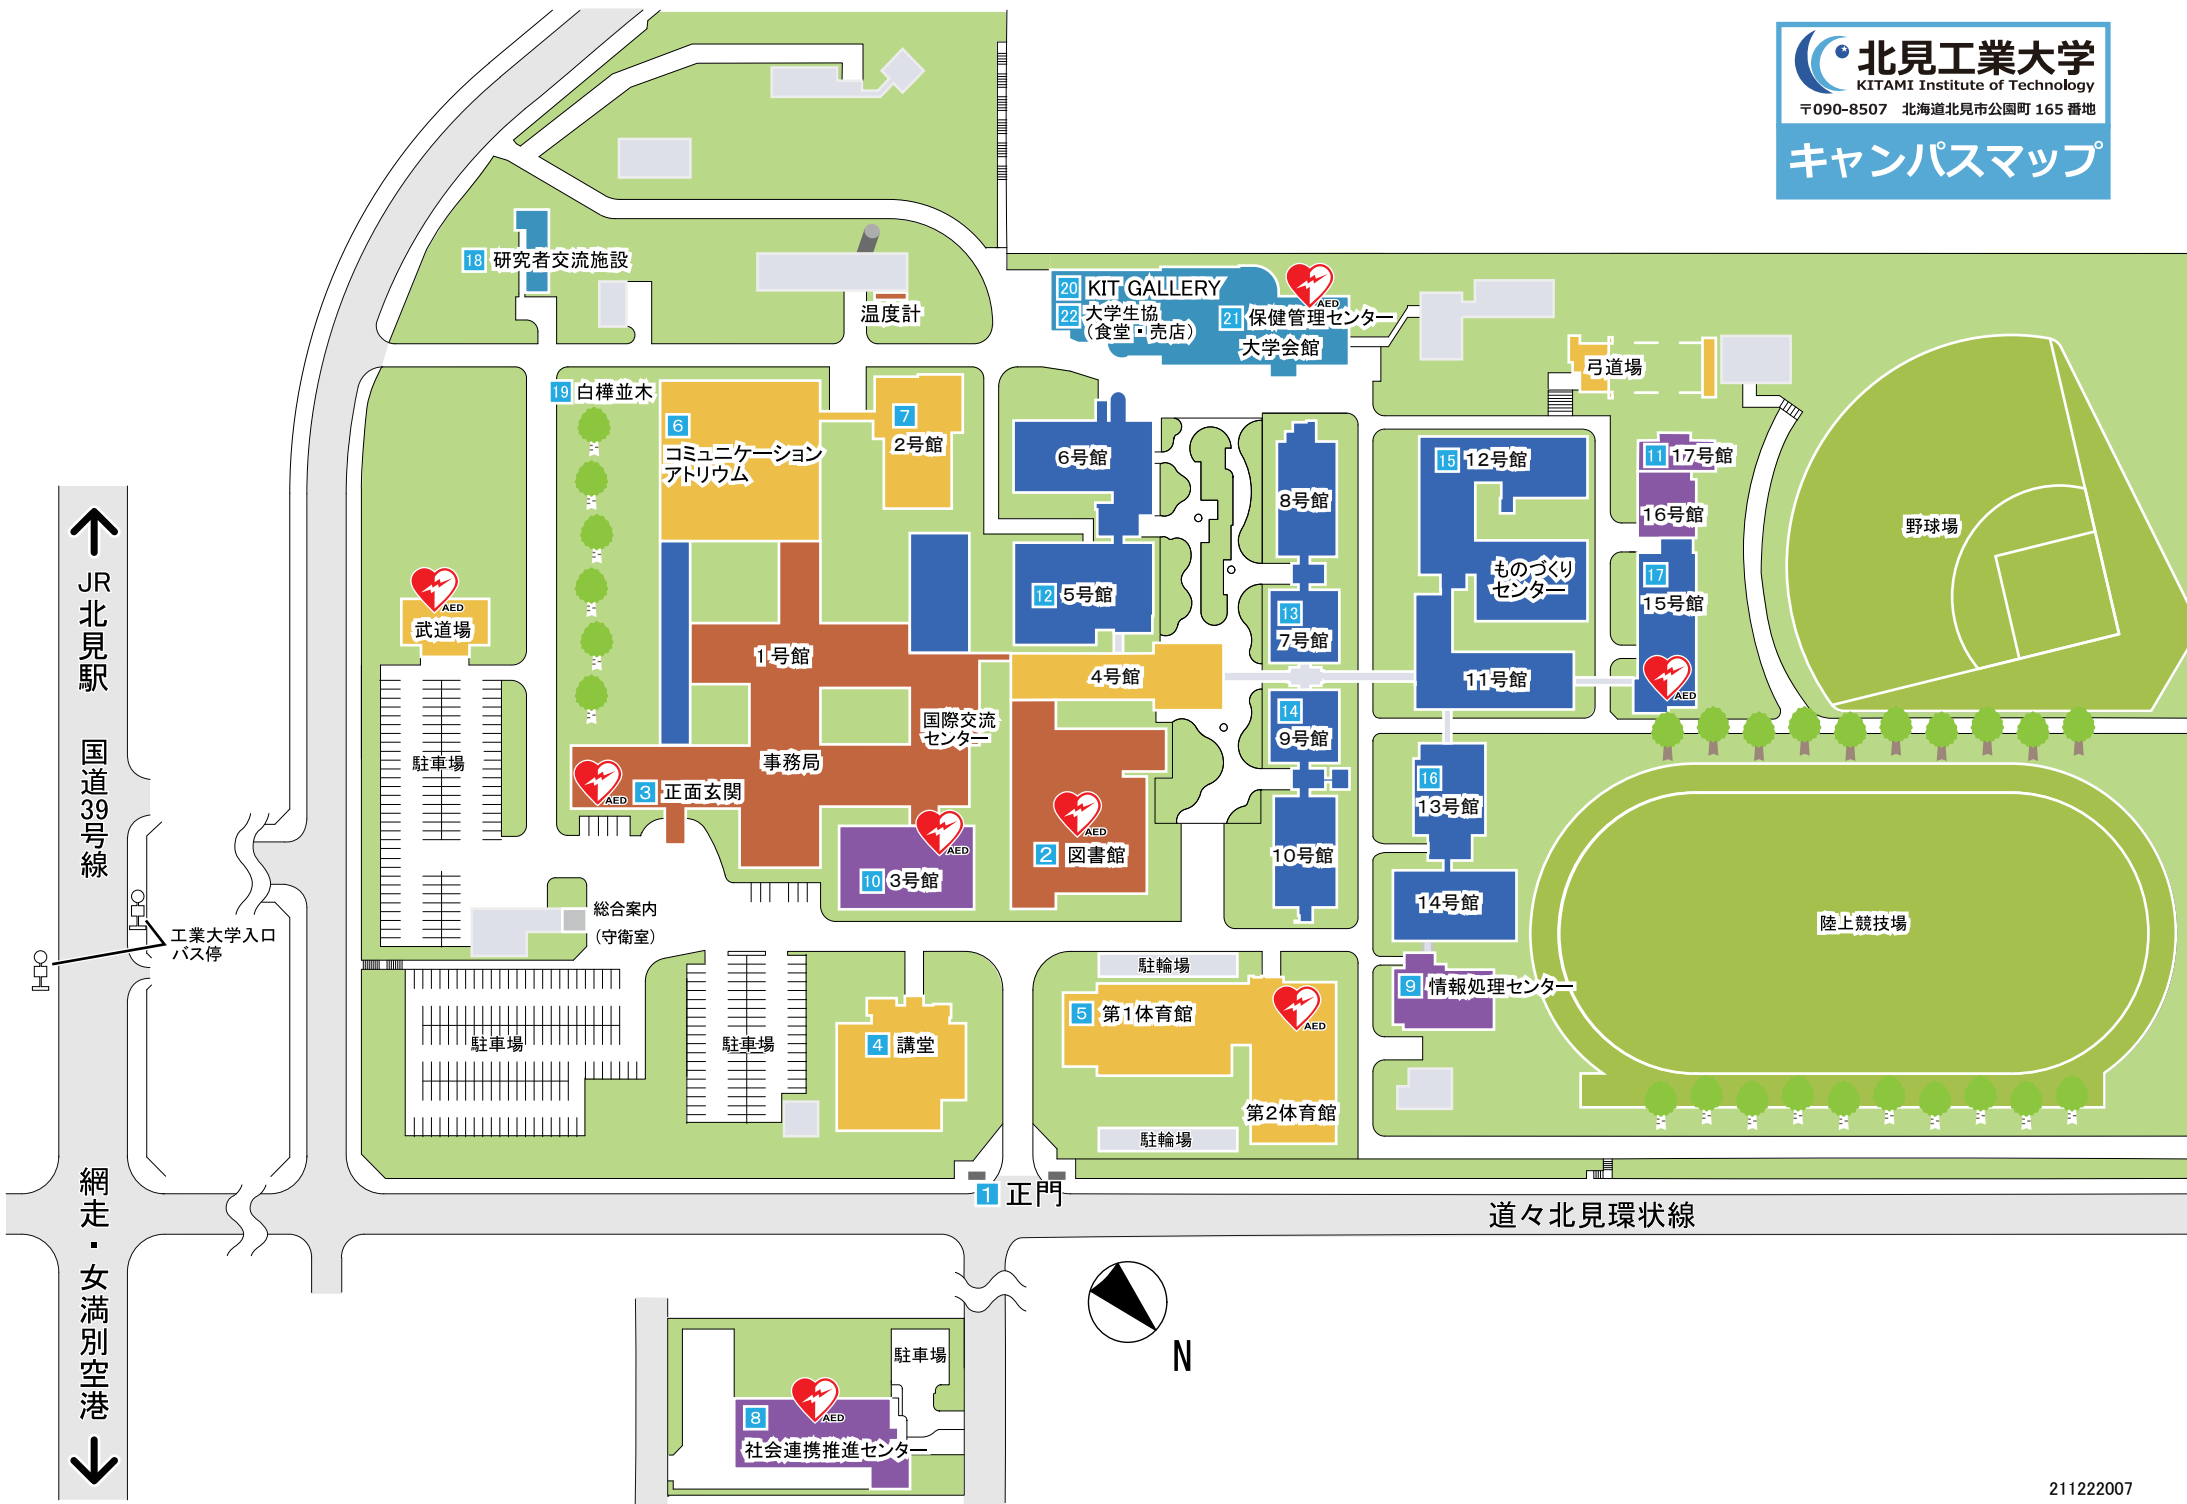 北見工業大学
KITAMI Institute of Technology
〒090-8507 北海道北見市公園町 165 番地
キャンパスマップ
18 研究者交流施設
温度計
20 KIT GALLERY
22 大学生協
（食堂・売店）
AED
21 保健管理センター
大学会館
弓道場
19 白樺並木
6
コミュニケーション
アトリウム
7
2号館
6号館
8号館
15 12号館
11 17号館
16号館
野球場
JR北見駅
国道39号線
AED
武道場
1号館
12 5号館
13
7号館
ものづくり
センター
17
15号館
AED
4号館
11号館
国際交流
センター
14
9号館
駐車場
事務局
AED
3 正面玄関
AED
10 3号館
AED
2 図書館
10号館
16
13号館
14号館
陸上競技場
総合案内
（守衛室）
工業大学入口
バス停
駐輪場
5 第1体育館
AED
9 情報処理センター
駐車場
駐車場
4 講堂
第2体育館
駐輪場
1 正門
道々北見環状線
網走・女満別空港
N
駐車場
8
AED
社会連携推進センター
211222007